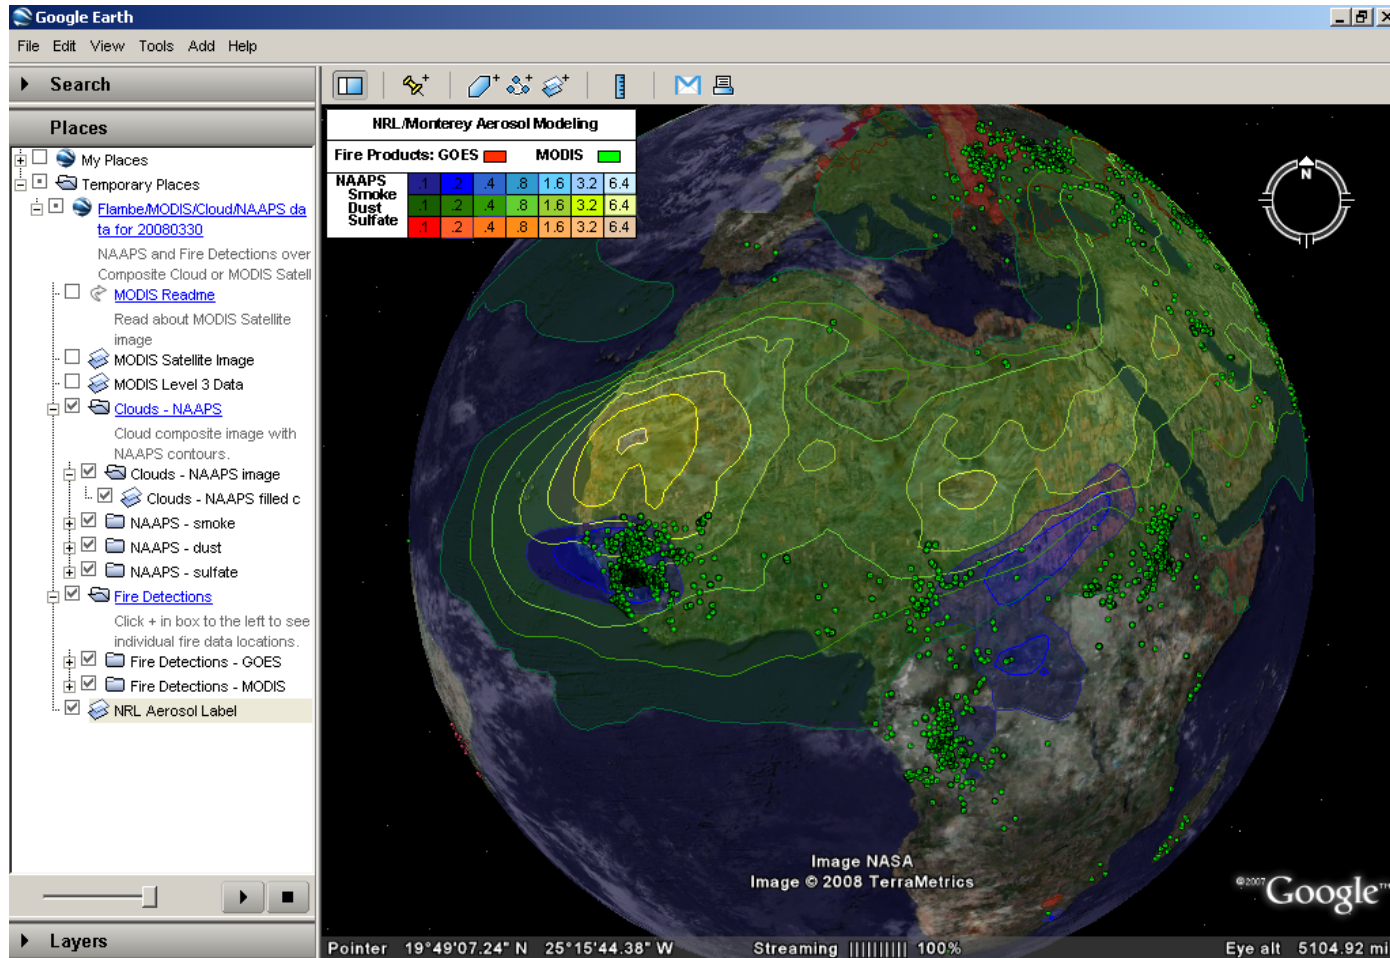 Google Earth
File Edit View Tools Add Help
Search
Places
My Places
Temporary Places
Flambe/MODIS/Cloud/NAAPS da
ta for 20080330
NAAPS and Fire Detections over
Composite Cloud or MODIS Satell
MODIS Readme
Read about MODIS Satellite
image
MODIS Satellite Image
MODIS Level 3 Data
Clouds - NAAPS
Cloud composite image with
NAAPS contours.
Clouds - NAAPS image
Clouds - NAAPS filled c
NAAPS - smoke
NAAPS - dust
NAAPS - sulfate
Fire Detections
Click + in box to the left to see
individual fire data locations.
Fire Detections - GOES
Fire Detections - MODIS
NRL Aerosol Label
Layers
NRL/Monterey Aerosol Modeling
Fire Products: GOES MODIS
NAAPS
Smoke .1 .2 .4 .8 1.6 3.2 6.4
Dust .1 .2 .4 .8 1.6 3.2 6.4
Sulfate .1 .2 .4 .8 1.6 3.2 6.4
N
Image NASA
Image © 2008 TerraMetrics
©2007 Google™
Pointer 19°49'07.24" N 25°15'44.38" W Streaming |||||||||| 100% Eye alt 5104.92 mi